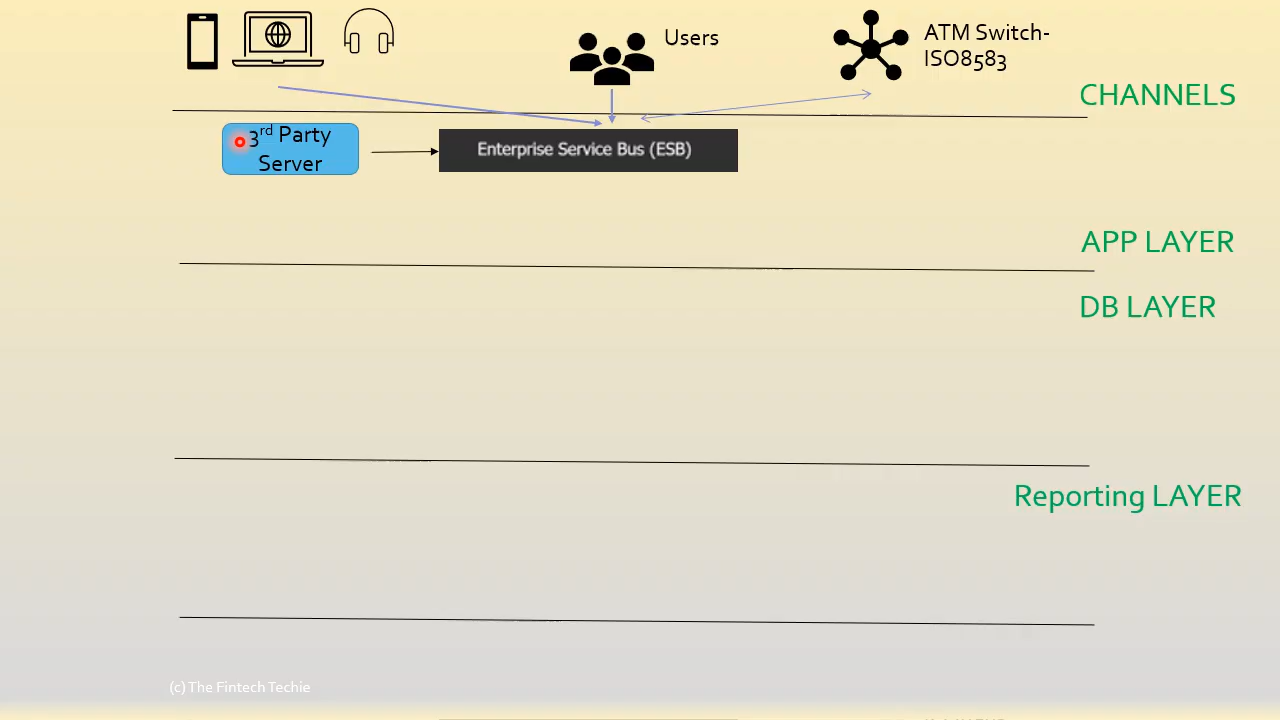 Users
ATM Switch-
ISO8583
CHANNELS
3rd Party
Server
Enterprise Service Bus (ESB)
APP LAYER
DB LAYER
Reporting LAYER
(c) The Fintech Techie